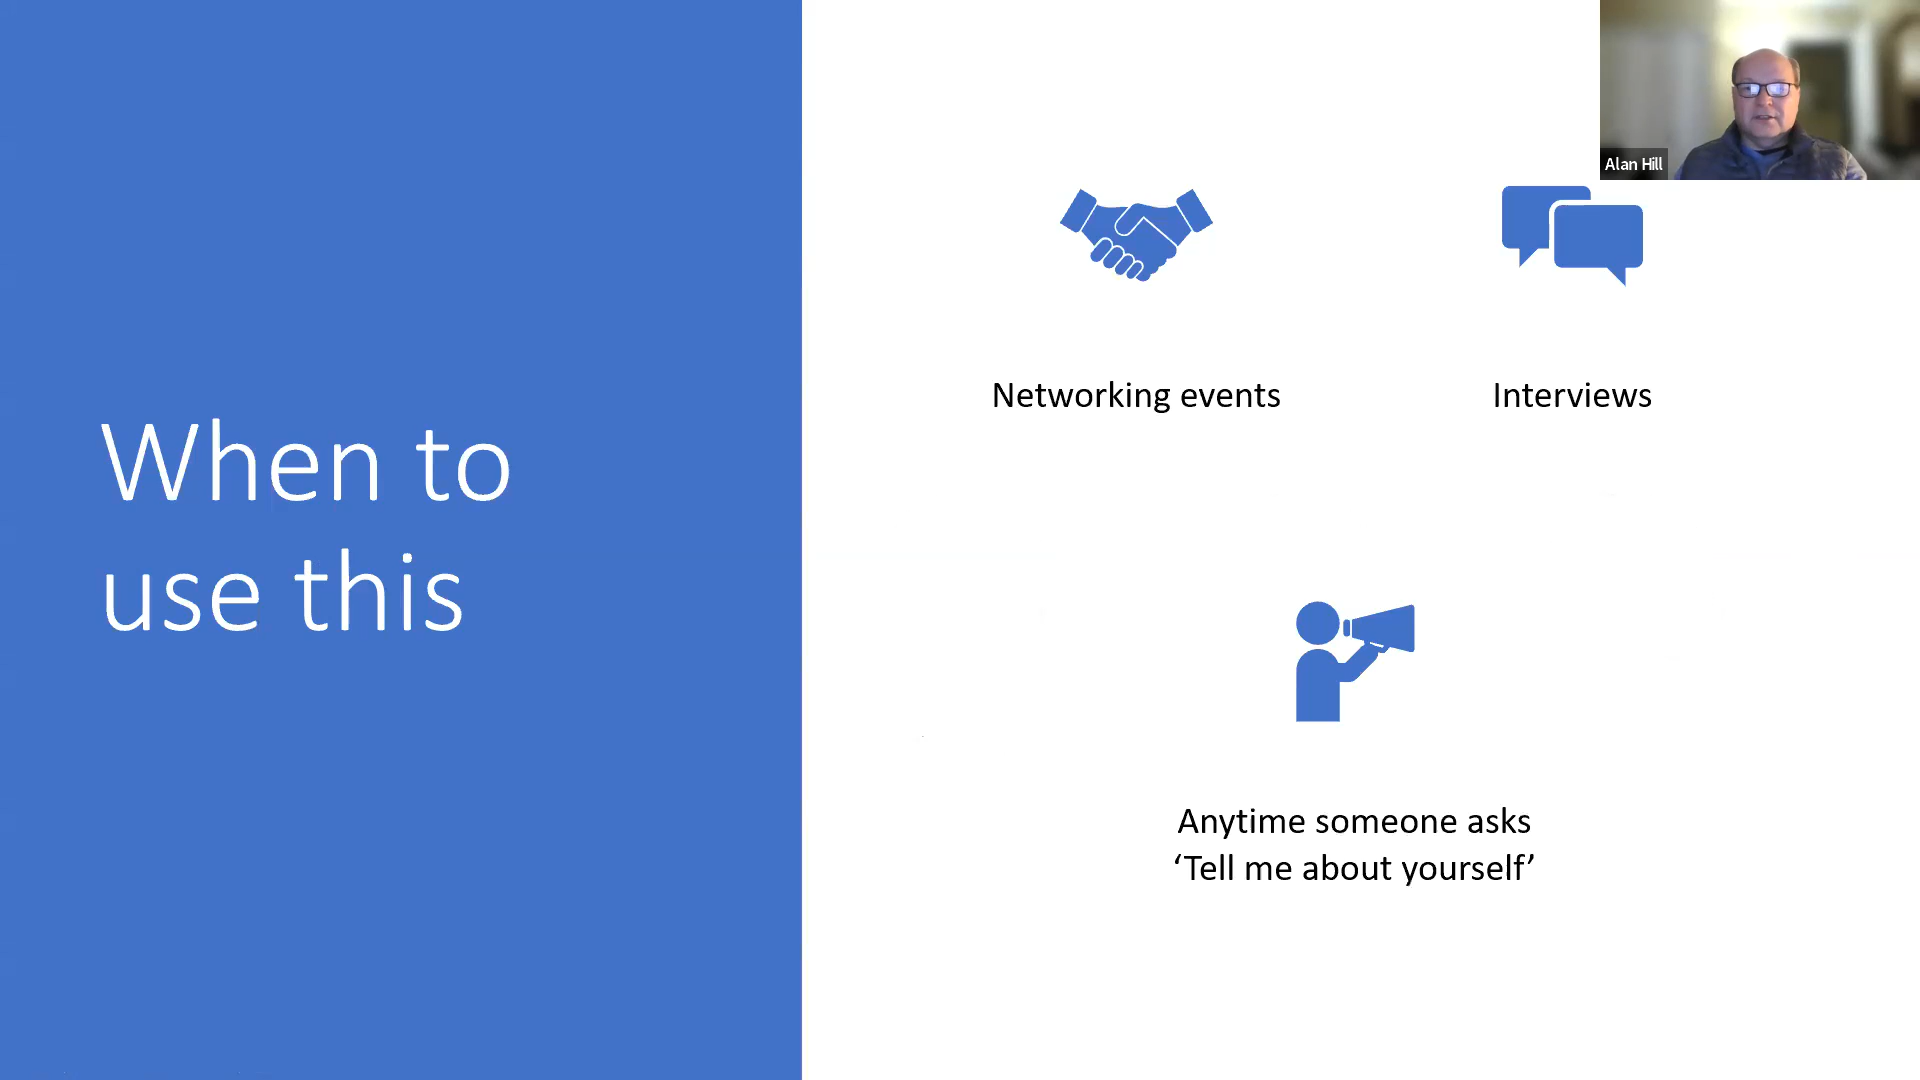 When to
use this
Alan Hill
Networking events
Interviews
Anytime someone asks
‘Tell me about yourself’